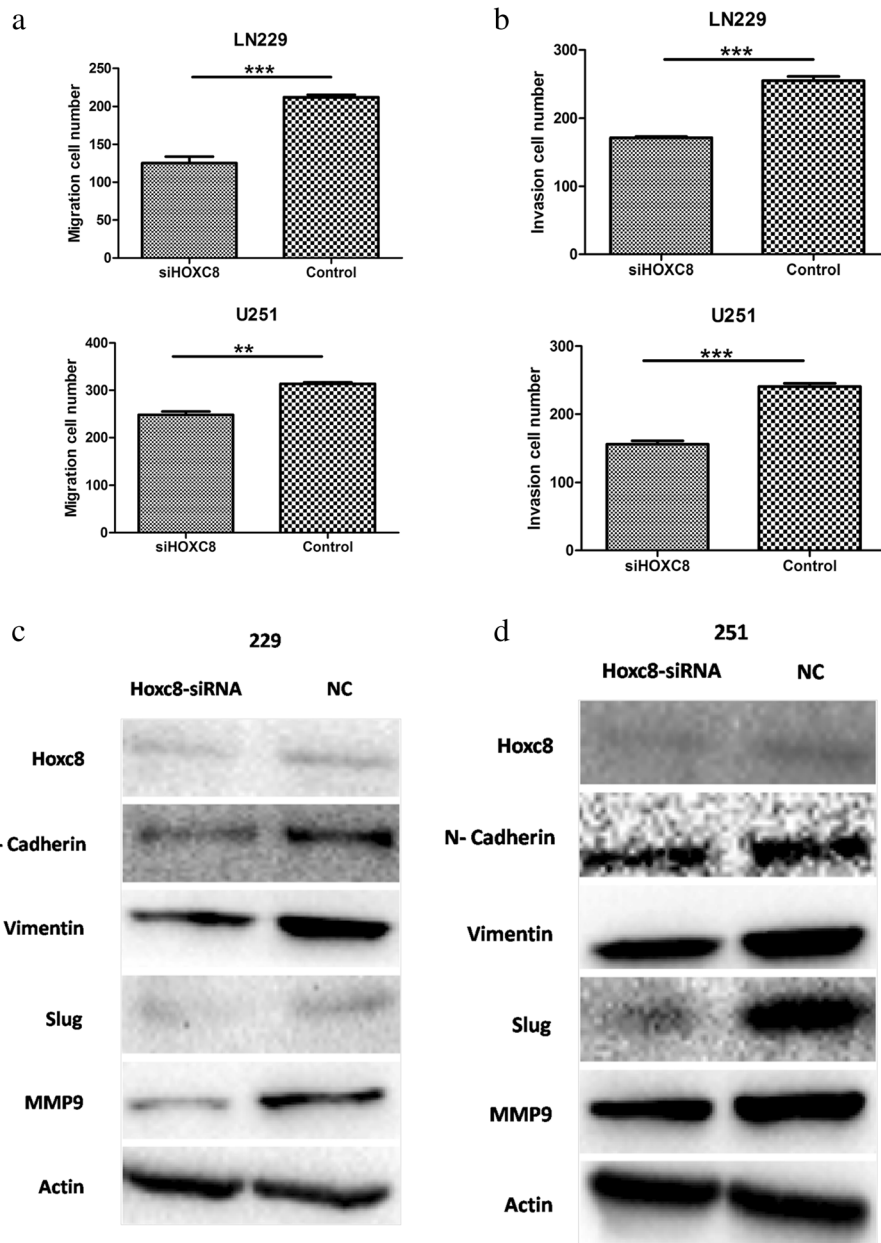 a
LN229
***
Migration cell number
250
200
150
100
50
0
siHOXC8 Control
U251
**
Migration cell number
400
300
200
100
0
siHOXC8 Control
b
LN229
***
Invasion cell number
300
200
100
0
siHOXC8 Control
U251
***
Invasion cell number
300
200
100
0
siHOXC8 Control
c
229
Hoxc8-siRNA NC
Hoxc8
- Cadherin
Vimentin
Slug
MMP9
Actin
d
251
Hoxc8-siRNA NC
Hoxc8
N- Cadherin
Vimentin
Slug
MMP9
Actin